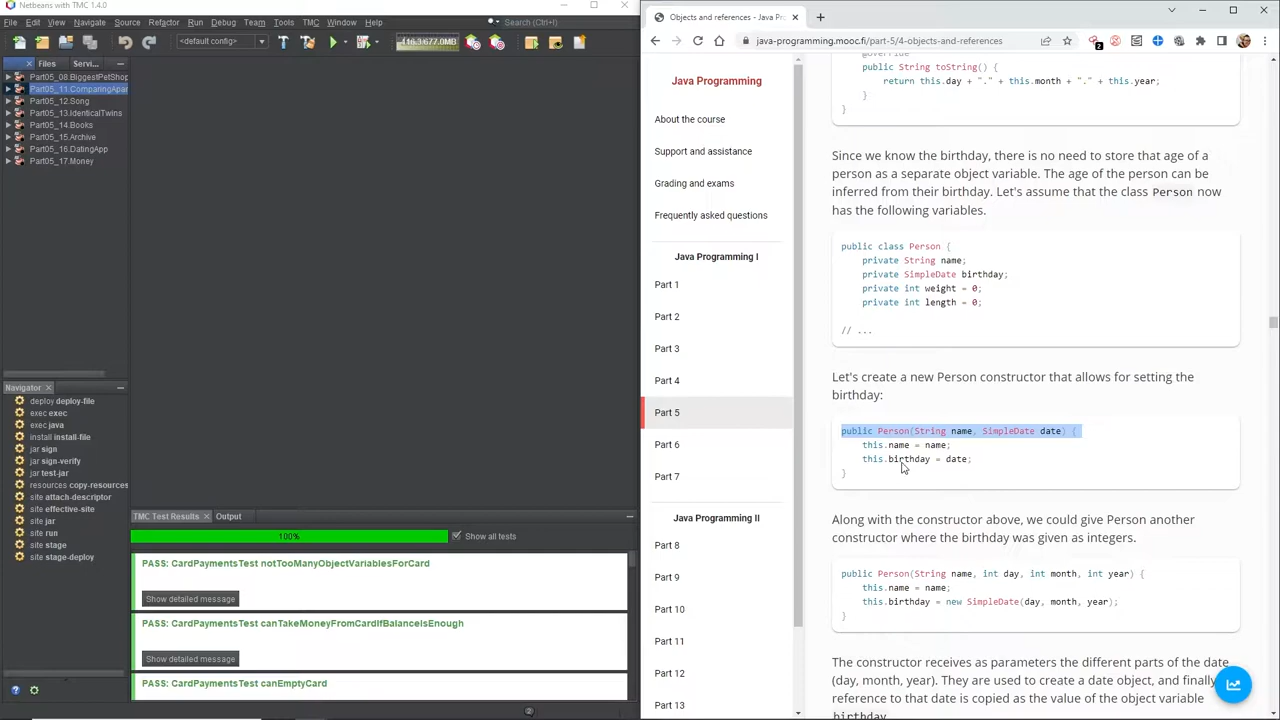 Netbeans with TMC 1.4.0
File Edit View Navigate Source Refactor Run Debug Team Tools TMC Window Help
Search (Ctrl+I)
<default config>
116.3/677.0MB
Files Servi...
Part05_08.BiggestPetShop
Part05_11.ComparingApar
Part05_12.Song
Part05_13.IdenticalTwins
Part05_14.Books
Part05_15.Archive
Part05_16.DatingApp
Part05_17.Money
Navigator
deploy deploy-file
exec exec
exec java
install install-file
jar sign
jar sign-verify
jar test-jar
resources copy-resources
site attach-descriptor
site effective-site
site jar
site run
site stage
site stage-deploy
TMC Test Results Output
100%
Show all tests
PASS: CardPaymentsTest notTooManyObjectVariablesForCard
Show detailed message
PASS: CardPaymentsTest canTakeMoneyFromCardIfBalanceIsEnough
Show detailed message
PASS: CardPaymentsTest canEmptyCard
2
Objects and references - Java Pro
java-programming.mooc.fi/part-5/4-objects-and-references
2
Java Programming
About the course
Support and assistance
Grading and exams
Frequently asked questions
Java Programming I
Part 1
Part 2
Part 3
Part 4
Part 5
Part 6
Part 7
Java Programming II
Part 8
Part 9
Part 10
Part 11
Part 12
Part 13
@Override
public String toString() {
return this.day + "." + this.month + "." + this.year;
}
}
Since we know the birthday, there is no need to store that age of a
person as a separate object variable. The age of the person can be
inferred from their birthday. Let's assume that the class Person now
has the following variables.
public class Person {
private String name;
private SimpleDate birthday;
private int weight = 0;
private int length = 0;
// ...
Let's create a new Person constructor that allows for setting the
birthday:
public Person(String name, SimpleDate date) {
this.name = name;
this.birthday = date;
}
Along with the constructor above, we could give Person another
constructor where the birthday was given as integers.
public Person(String name, int day, int month, int year) {
this.name = name;
this.birthday = new SimpleDate(day, month, year);
}
The constructor receives as parameters the different parts of the date
(day, month, year). They are used to create a date object, and finally
reference to that date is copied as the value of the object variable
birthday.